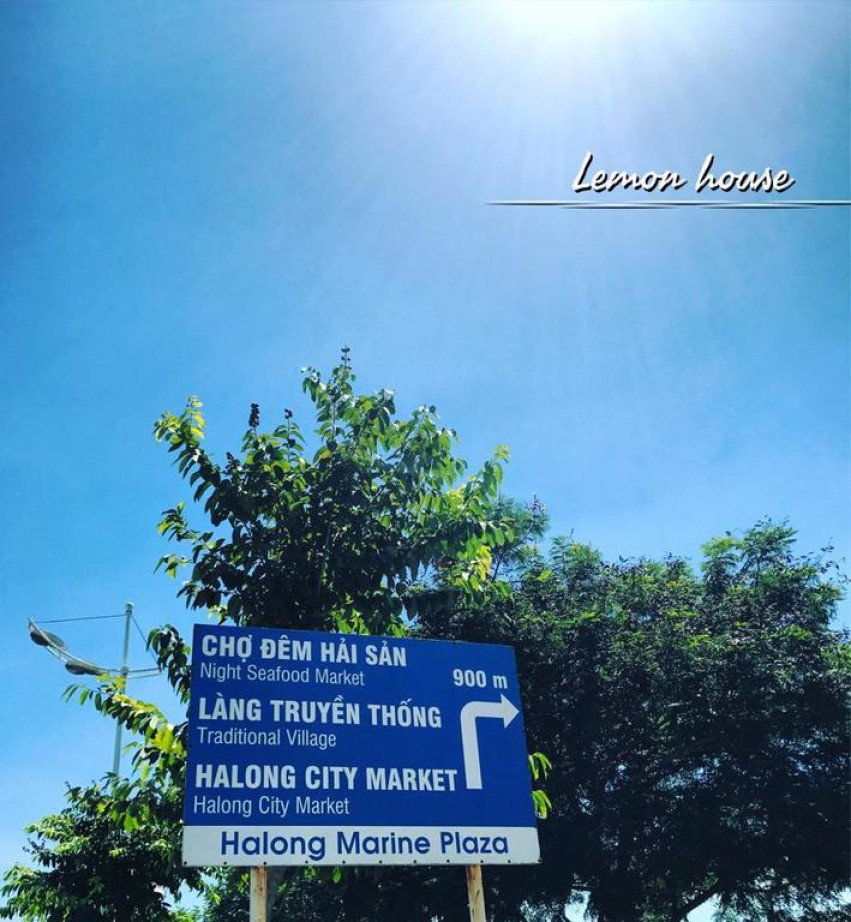 Lemon house
CHỢ ĐÊM HẢI SẢN
Night Seafood Market
900 m
LÀNG TRUYỀN THỐNG
Traditional Village
HALONG CITY MARKET
Halong City Market
Halong Marine Plaza